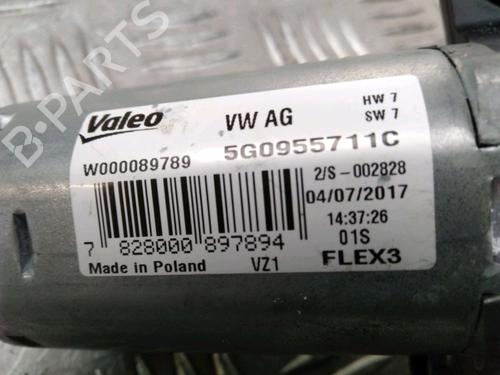 Valeo
VW AG
HW 7
SW 7
W000089789
5G0955711C
2/S-002828
04/07/2017
14:37:26
7 828000 897894
01S
Made in Poland
VZ1
FLEX3
B-PARTS